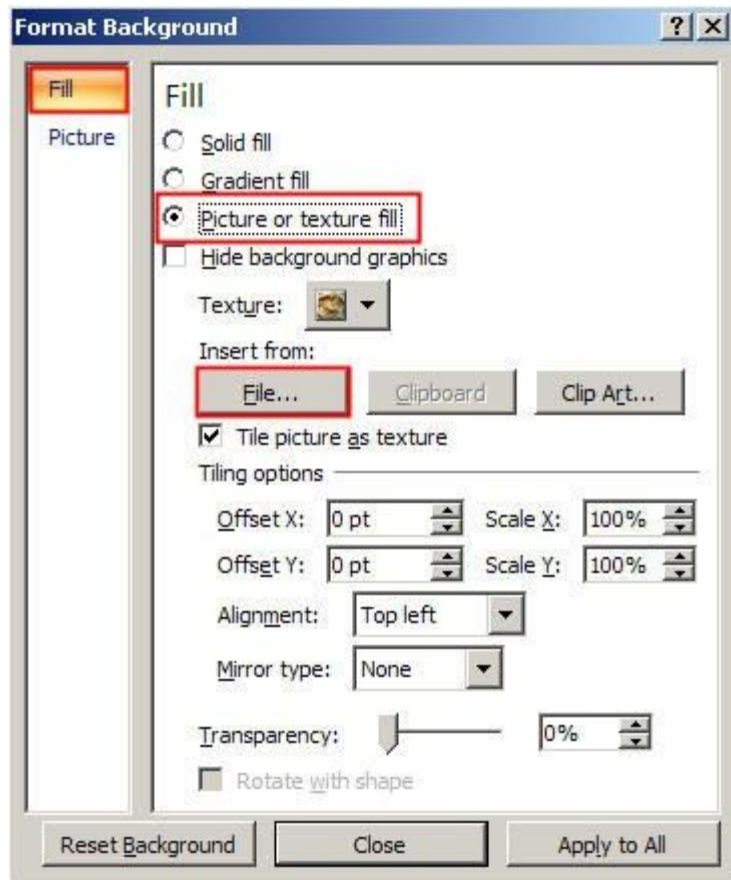 Format Background
Fill
Picture
Fill
Solid fill
Gradient fill
Picture or texture fill
Hide background graphics
Texture:
Insert from:
File... Clipboard Clip Art...
Tile picture as texture
Tiling options
Offset X: 0 pt Scale X: 100%
Offset Y: 0 pt Scale Y: 100%
Alignment: Top left
Mirror type: None
Transparency: 0%
Rotate with shape
Reset Background Close Apply to All